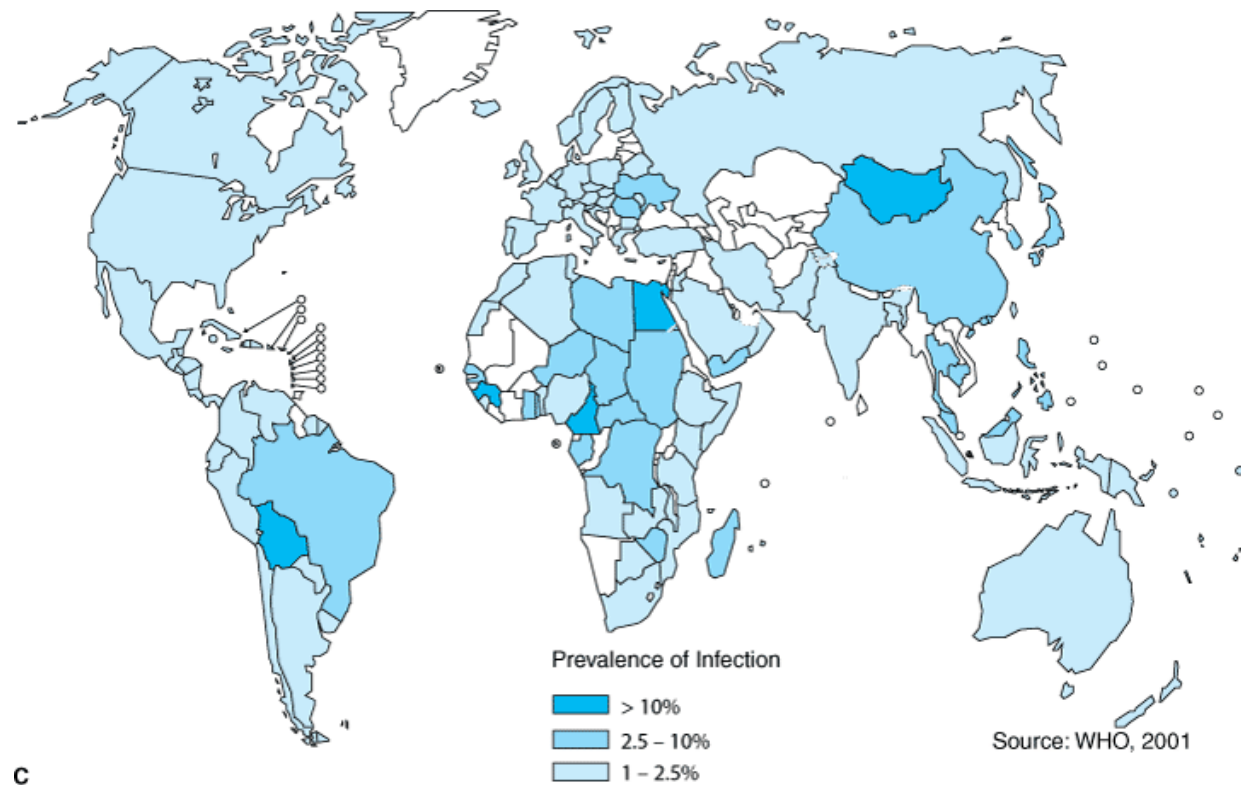 Prevalence of Infection
> 10%
2.5 – 10%
1 – 2.5%
Source: WHO, 2001
C